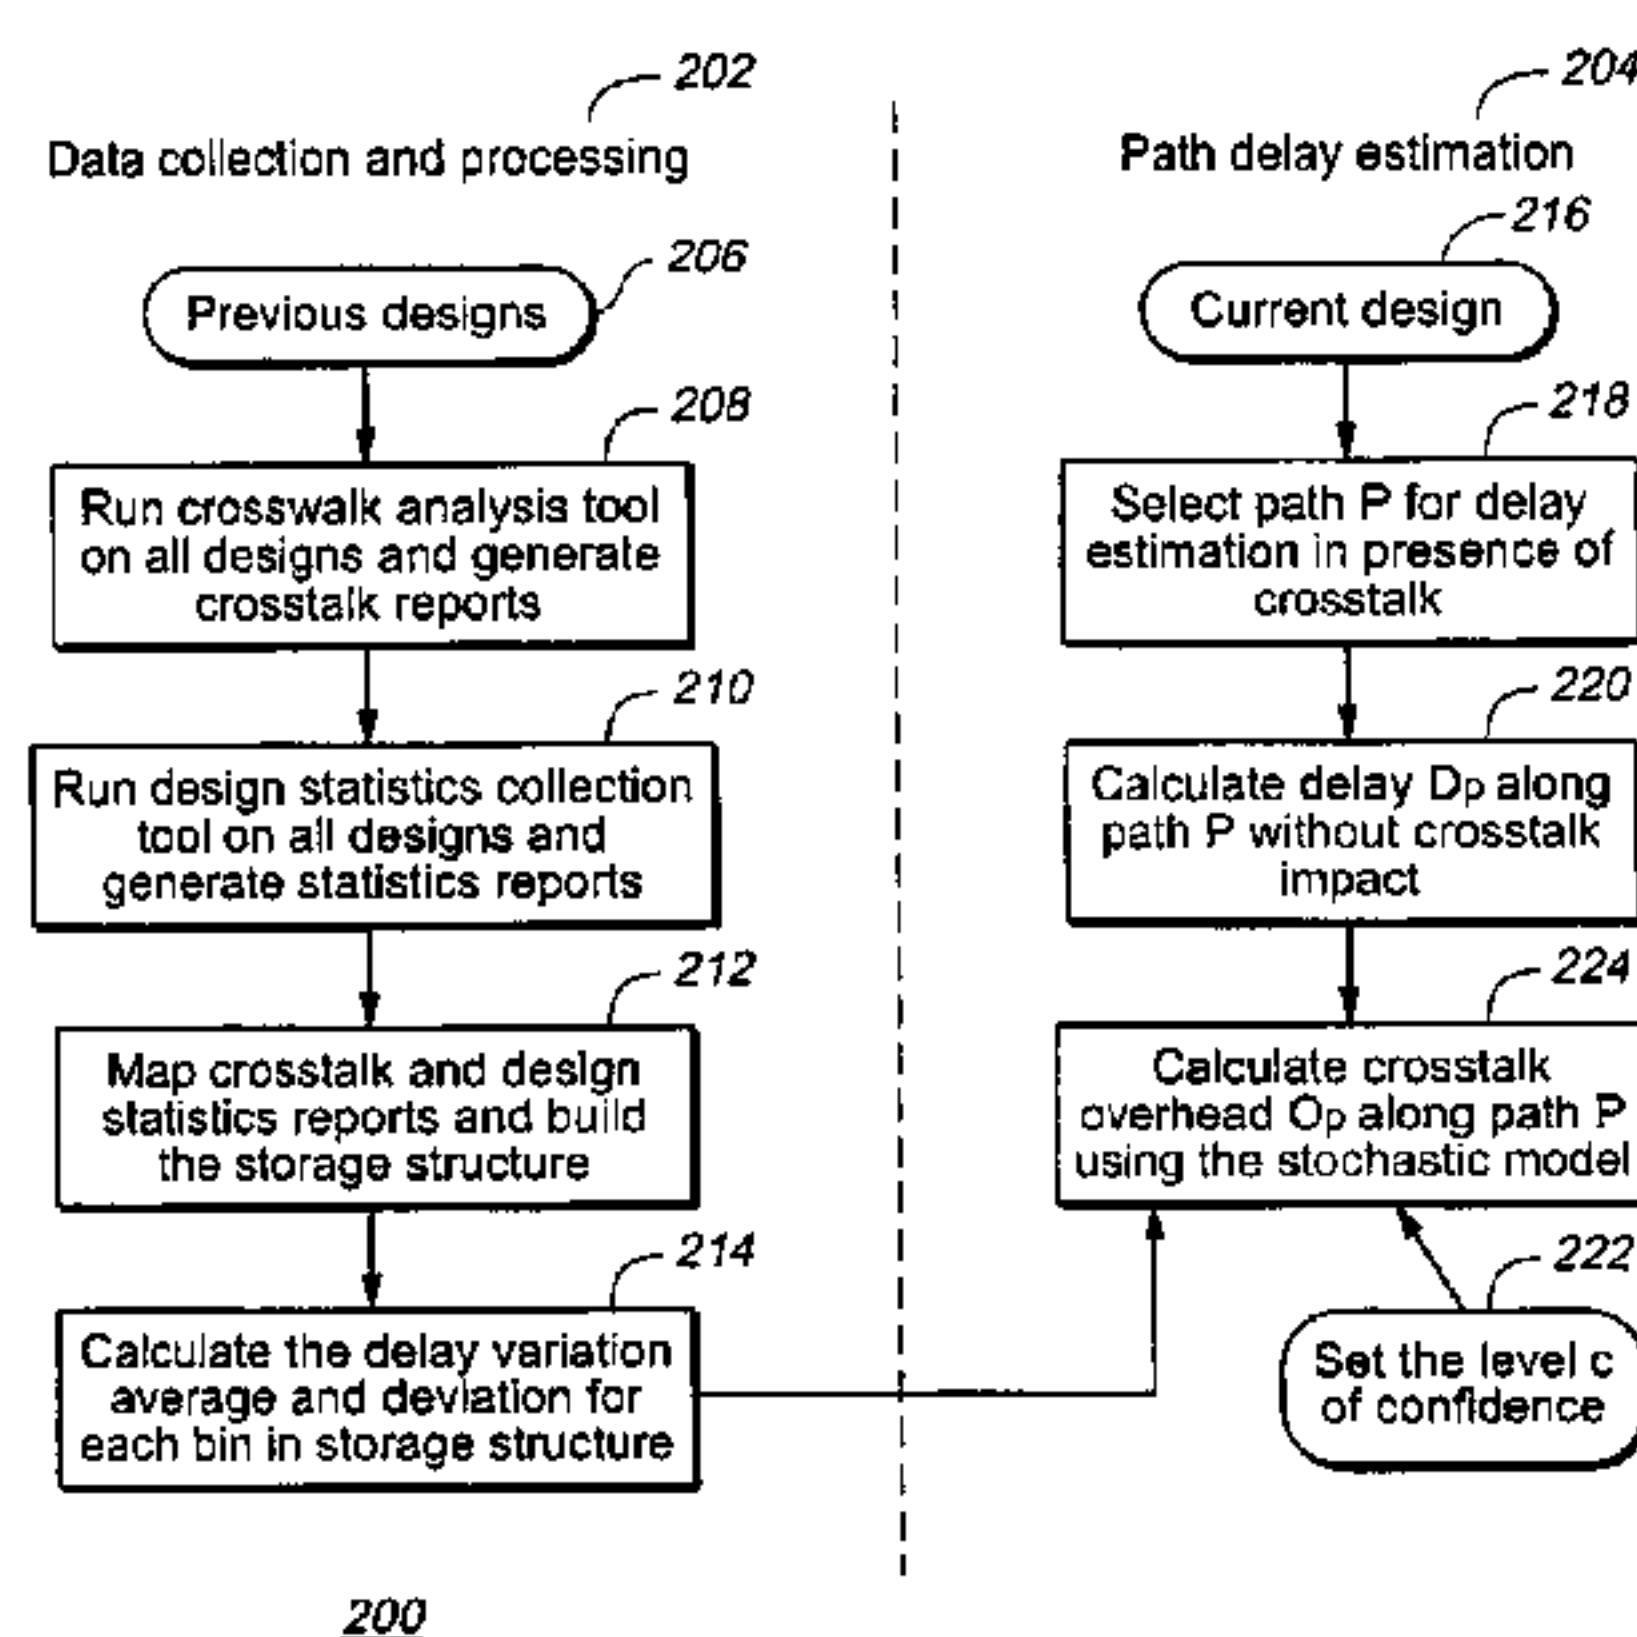 202
Data collection and processing
206
Previous designs
208
Run crosswalk analysis tool
on all designs and generate
crosstalk reports
210
Run design statistics collection
tool on all designs and
generate statistics reports
212
Map crosstalk and design
statistics reports and build
the storage structure
214
Calculate the delay variation
average and deviation for
each bin in storage structure
200
204
Path delay estimation
216
Current design
218
Select path P for delay
estimation in presence of
crosstalk
220
Calculate delay Dp along
path P without crosstalk
impact
224
Calculate crosstalk
overhead Op along path P
using the stochastic model
222
Set the level c
of confidence